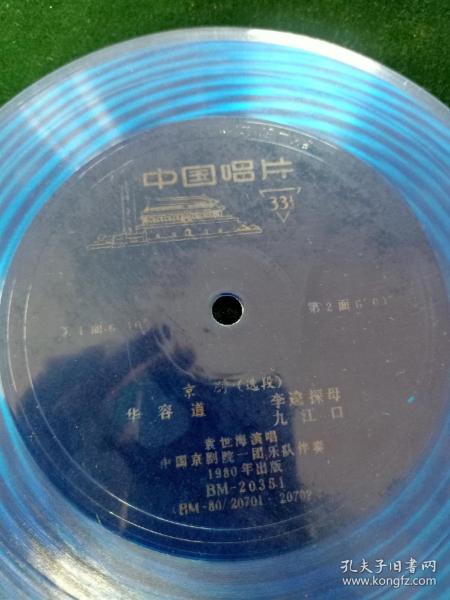 中国唱片
33⅓
第1面
第2面 5′03″
京剧(选段)
华容道
李逵探母
九江口
袁世海演唱
中国京剧院一团乐队伴奏
1980年出版
BM-20351
(BM-80/20701-20702
孔夫子旧书网
www.kongfz.com